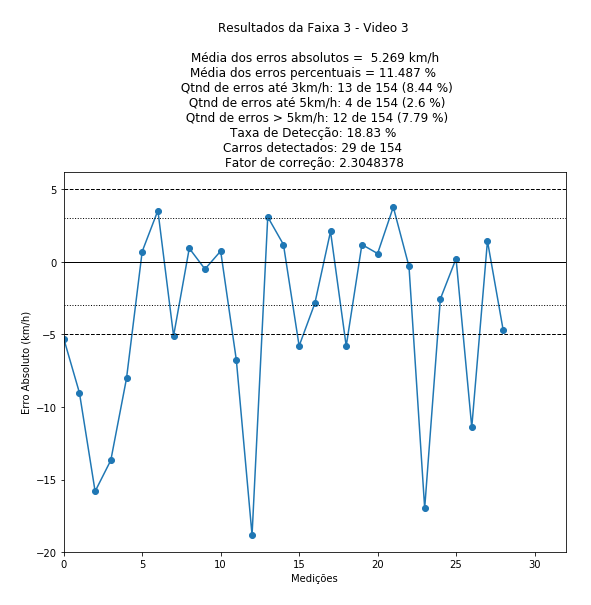 Resultados da Faixa 3 - Video 3
Média dos erros absolutos =  5.269 km/h
Média dos erros percentuais = 11.487 %
Qtnd de erros até 3km/h: 13 de 154 (8.44 %)
Qtnd de erros até 5km/h: 4 de 154 (2.6 %)
Qtnd de erros > 5km/h: 12 de 154 (7.79 %)
Taxa de Detecção: 18.83 %
Carros detectados: 29 de 154
Fator de correção: 2.3048378
5
0
−5
−10
−15
−20
Erro Absoluto (km/h)
0 5 10 15 20 25 30
Medições